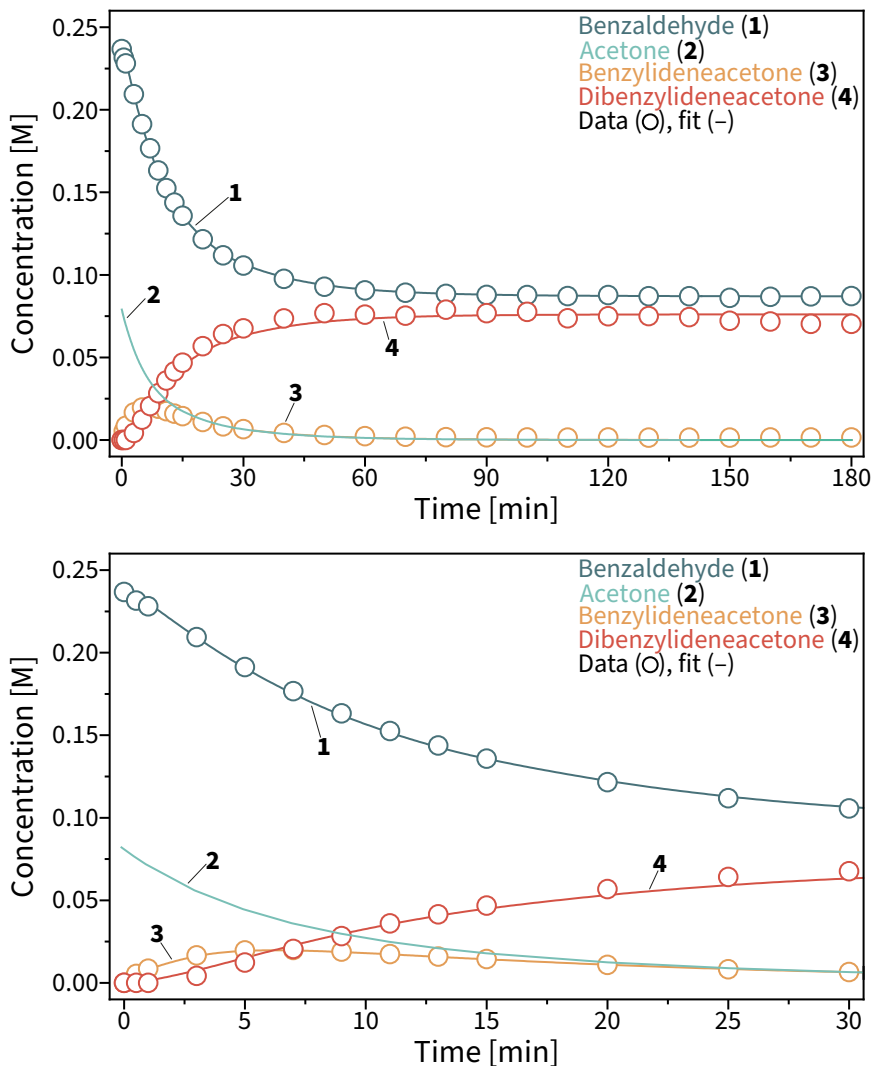 Benzaldehyde (1)
Acetone (2)
Benzylideneacetone (3)
Dibenzylideneacetone (4)
Data (O), fit (–)
Concentration [M]
0.25
0.20
0.15
0.10
0.05
0.00
1
2
3
4
0 30 60 90 120 150 180
Time [min]
Benzaldehyde (1)
Acetone (2)
Benzylideneacetone (3)
Dibenzylideneacetone (4)
Data (O), fit (–)
Concentration [M]
0.25
0.20
0.15
0.10
0.05
0.00
1
2
3
4
0 5 10 15 20 25 30
Time [min]